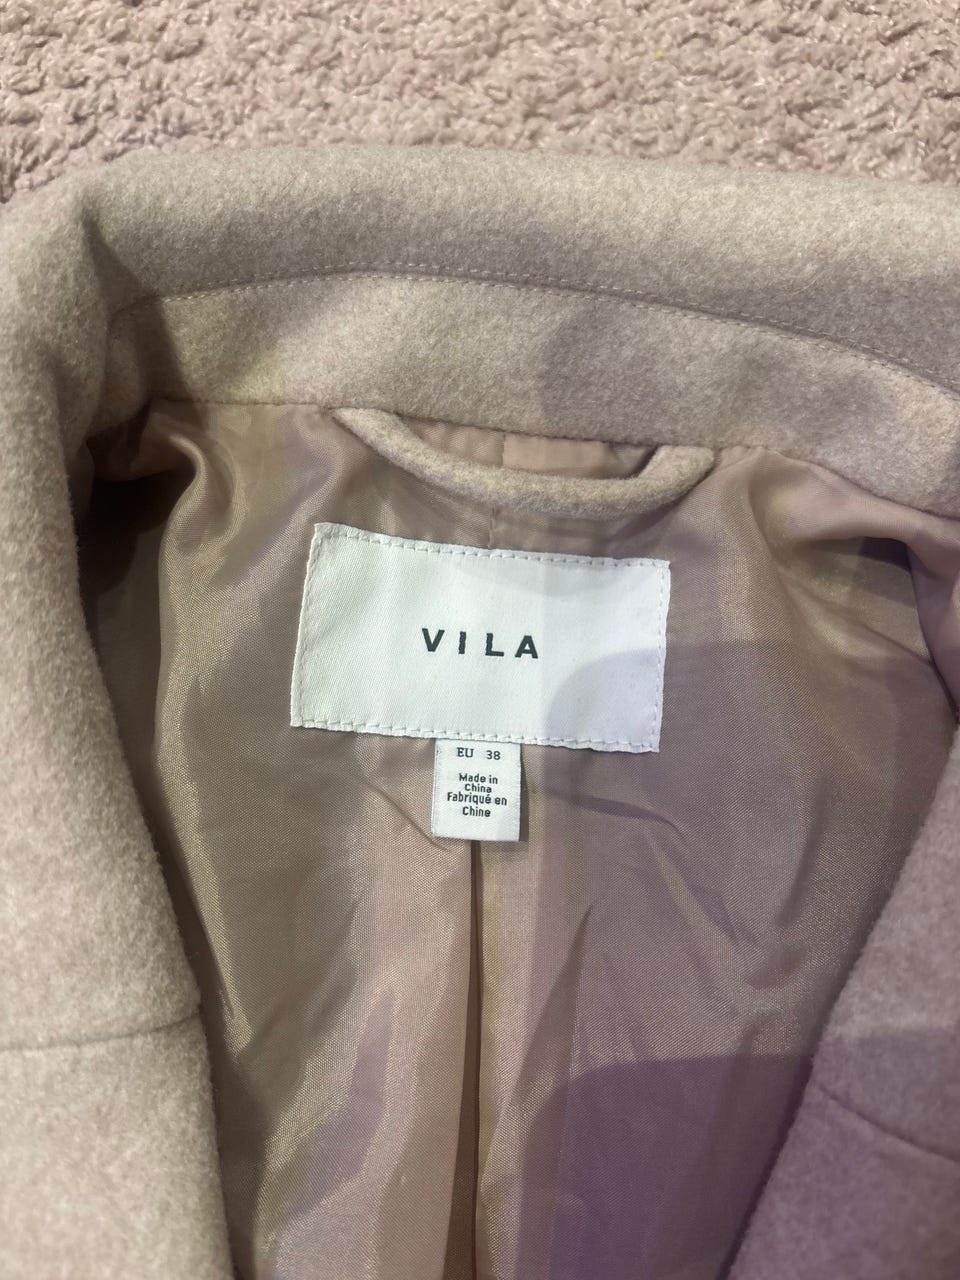 VILA
EU 38
Made in
China
Fabriqué en
Chine